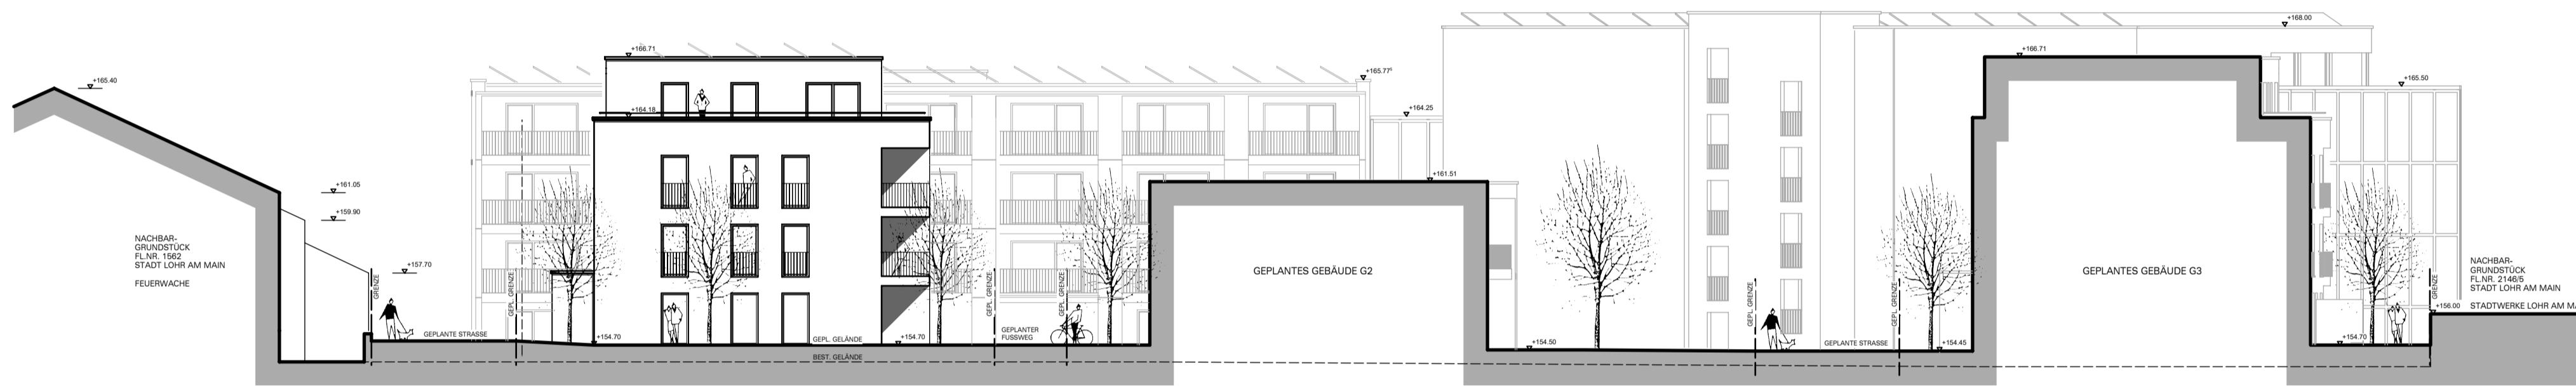 +165.40
+161.05
+159.90
NACHBAR-
GRUNDSTÜCK
FL.NR. 1562
STADT LOHR AM MAIN
FEUERWACHE
+157.70
GRENZE
GEPLANTE STRASSE
GEPL. GRENZE
+166.71
+164.18
+154.70
GEPL. GELÄNDE
BEST. GELÄNDE
+154.70
GEPL. GRENZE
GEPLANTER
FUSSWEG
GEPL. GRENZE
+165.77⁰
+164.25
+161.51
GEPLANTES GEBÄUDE G2
+154.50
GEPL. GRENZE
GEPLANTE STRASSE
GEPL. GRENZE
+154.45
+166.71
+168.00
GEPLANTES GEBÄUDE G3
+165.50
+154.70
GRENZE
+156.00
NACHBAR-
GRUNDSTÜCK
FL.NR. 2146/5
STADT LOHR AM MAIN
STADTWERKE LOHR AM